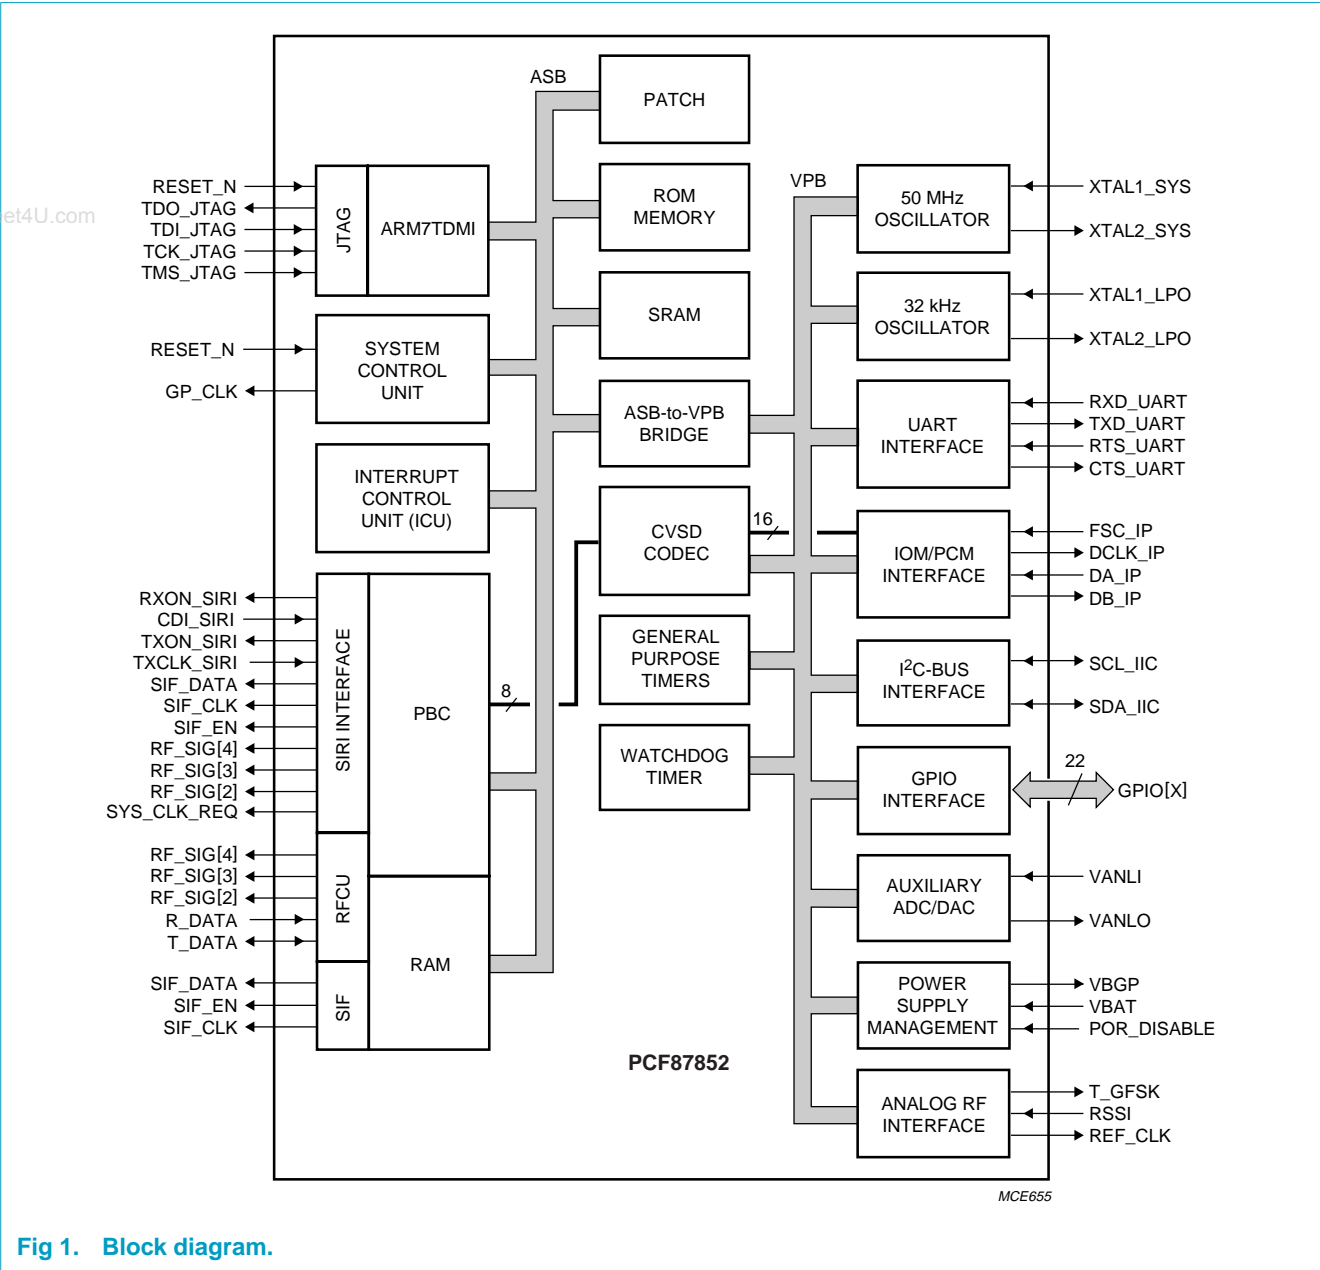 ASB
PATCH
ROM
MEMORY
SRAM
ASB-to-VPB
BRIDGE
CVSD
CODEC
16
GENERAL
PURPOSE
TIMERS
WATCHDOG
TIMER
et4U.com
RESET_N
TDO_JTAG
TDI_JTAG
TCK_JTAG
TMS_JTAG
JTAG
ARM7TDMI
RESET_N
GP_CLK
SYSTEM
CONTROL
UNIT
INTERRUPT
CONTROL
UNIT (ICU)
RXON_SIRI
CDI_SIRI
TXON_SIRI
TXCLK_SIRI
SIF_DATA
SIF_CLK
SIF_EN
RF_SIG[4]
RF_SIG[3]
RF_SIG[2]
SYS_CLK_REQ
SIRI INTERFACE
PBC
8
RF_SIG[4]
RF_SIG[3]
RF_SIG[2]
R_DATA
T_DATA
RFCU
RAM
SIF_DATA
SIF_EN
SIF_CLK
SIF
VPB
50 MHz
OSCILLATOR
XTAL1_SYS
XTAL2_SYS
32 kHz
OSCILLATOR
XTAL1_LPO
XTAL2_LPO
UART
INTERFACE
RXD_UART
TXD_UART
RTS_UART
CTS_UART
IOM/PCM
INTERFACE
FSC_IP
DCLK_IP
DA_IP
DB_IP
I2C-BUS
INTERFACE
SCL_IIC
SDA_IIC
GPIO
INTERFACE
22
GPIO[X]
AUXILIARY
ADC/DAC
VANLI
VANLO
POWER
SUPPLY
MANAGEMENT
VBGP
VBAT
POR_DISABLE
ANALOG RF
INTERFACE
T_GFSK
RSSI
REF_CLK
PCF87852
MCE655
Fig 1. Block diagram.